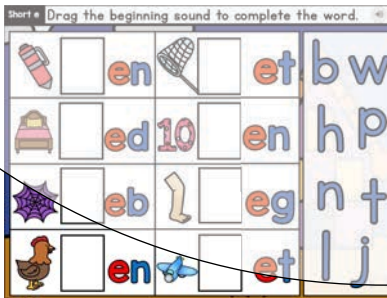 Short e Drag the beginning sound to complete the word.
en et b w
ed 10 en h p
eb eg n t
en et l j